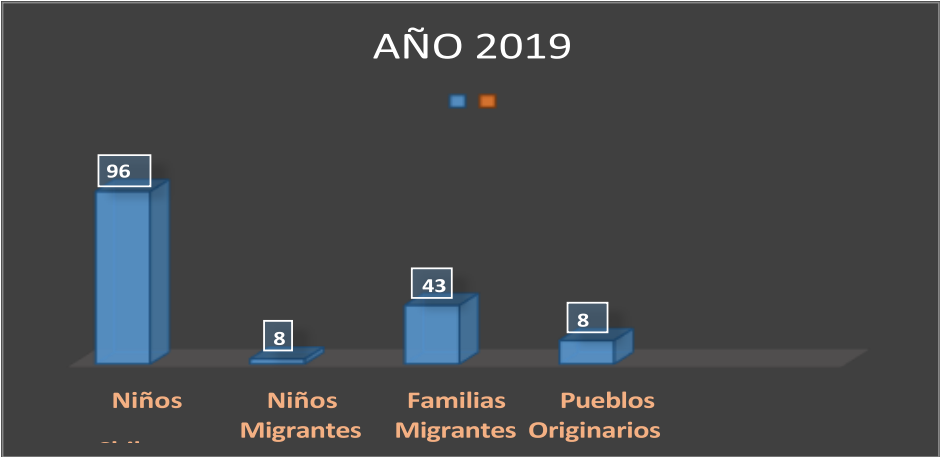 AÑO 2019
96
8
43
8
Niños
Niños Migrantes
Familias Migrantes
Pueblos Originarios